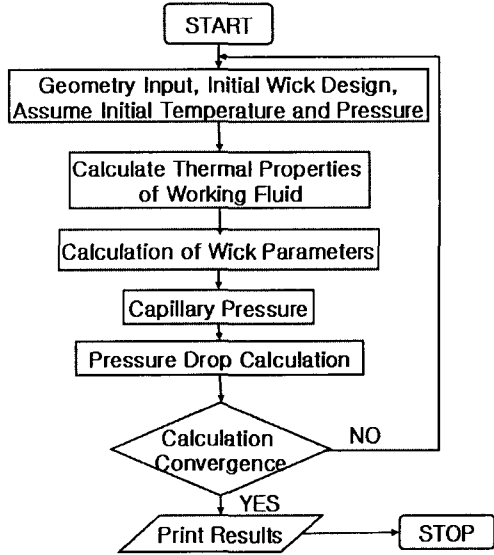 START
Geometry Input, Initial Wick Design,
Assume Initial Temperature and Pressure
Calculate Thermal Properties
of Working Fluid
Calculation of Wick Parameters
Capillary Pressure
Pressure Drop Calculation
Calculation
Convergence
NO
YES
Print Results
STOP